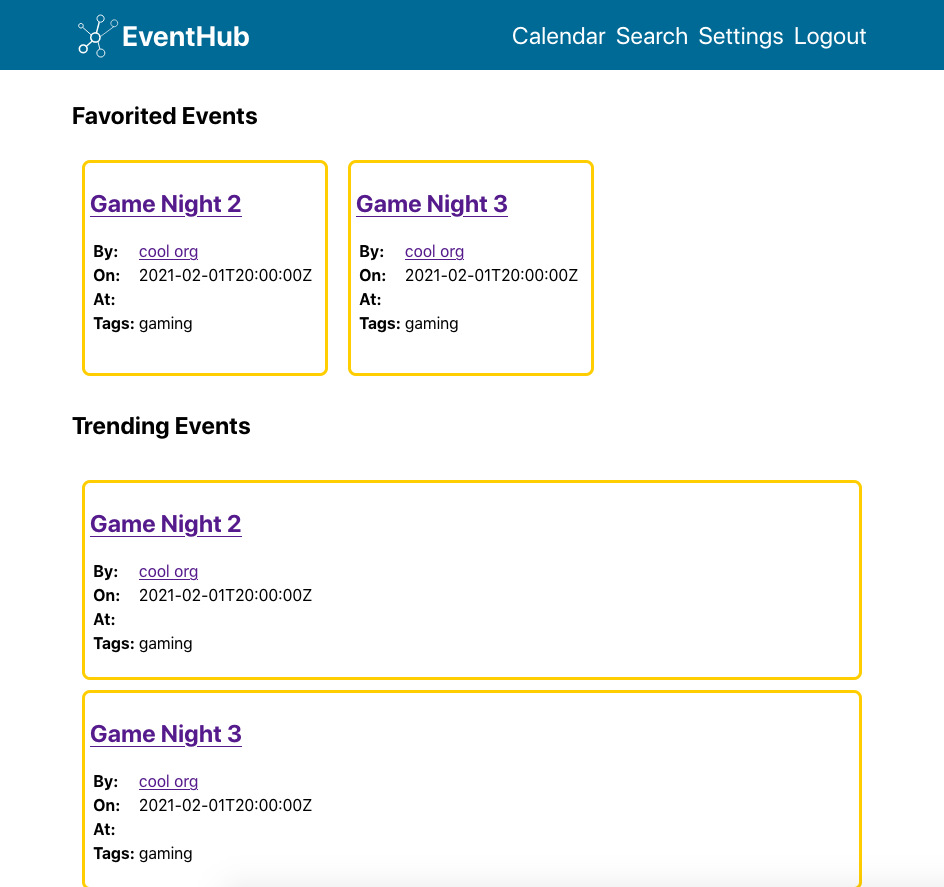 EventHub
Calendar Search Settings Logout
Favorited Events
Game Night 2
By: cool org
On: 2021-02-01T20:00:00Z
At:
Tags: gaming
Game Night 3
By: cool org
On: 2021-02-01T20:00:00Z
At:
Tags: gaming
Trending Events
Game Night 2
By: cool org
On: 2021-02-01T20:00:00Z
At:
Tags: gaming
Game Night 3
By: cool org
On: 2021-02-01T20:00:00Z
At:
Tags: gaming